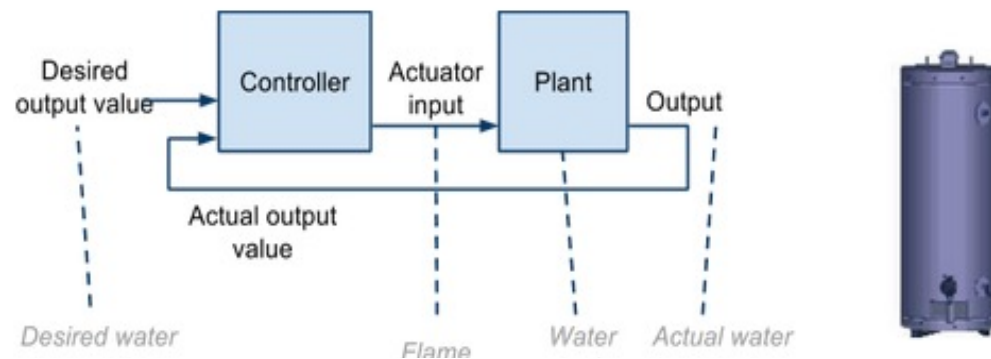 Desired
output value
Controller
Actuator
input
Plant
Output
Actual output
value
Desired water
Flame
Water
Actual water